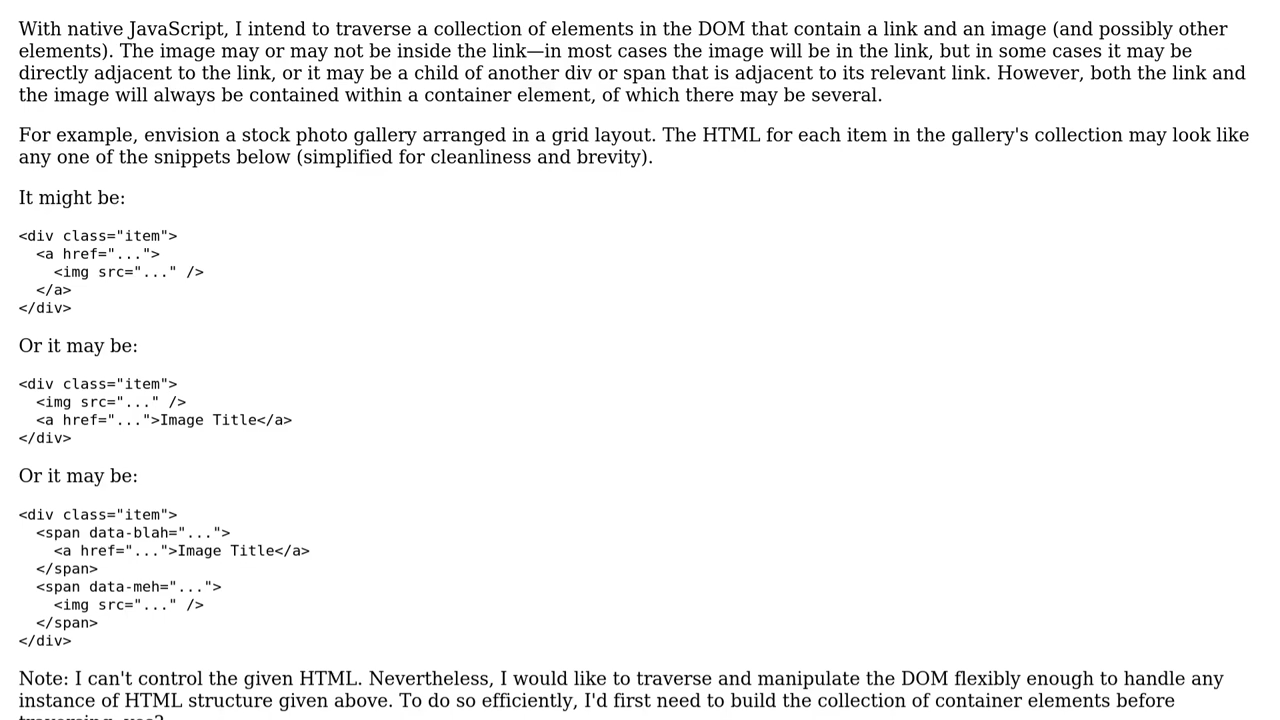 With native JavaScript, I intend to traverse a collection of elements in the DOM that contain a link and an image (and possibly other
elements). The image may or may not be inside the link—in most cases the image will be in the link, but in some cases it may be
directly adjacent to the link, or it may be a child of another div or span that is adjacent to its relevant link. However, both the link and
the image will always be contained within a container element, of which there may be several.
For example, envision a stock photo gallery arranged in a grid layout. The HTML for each item in the gallery's collection may look like
any one of the snippets below (simplified for cleanliness and brevity).
It might be:
<div class="item">
  <a href="...">
    <img src="..." />
  </a>
</div>
Or it may be:
<div class="item">
  <img src="..." />
  <a href="...">Image Title</a>
</div>
Or it may be:
<div class="item">
  <span data-blah="...">
    <a href="...">Image Title</a>
  </span>
  <span data-meh="...">
    <img src="..." />
  </span>
</div>
Note: I can't control the given HTML. Nevertheless, I would like to traverse and manipulate the DOM flexibly enough to handle any
instance of HTML structure given above. To do so efficiently, I'd first need to build the collection of container elements before